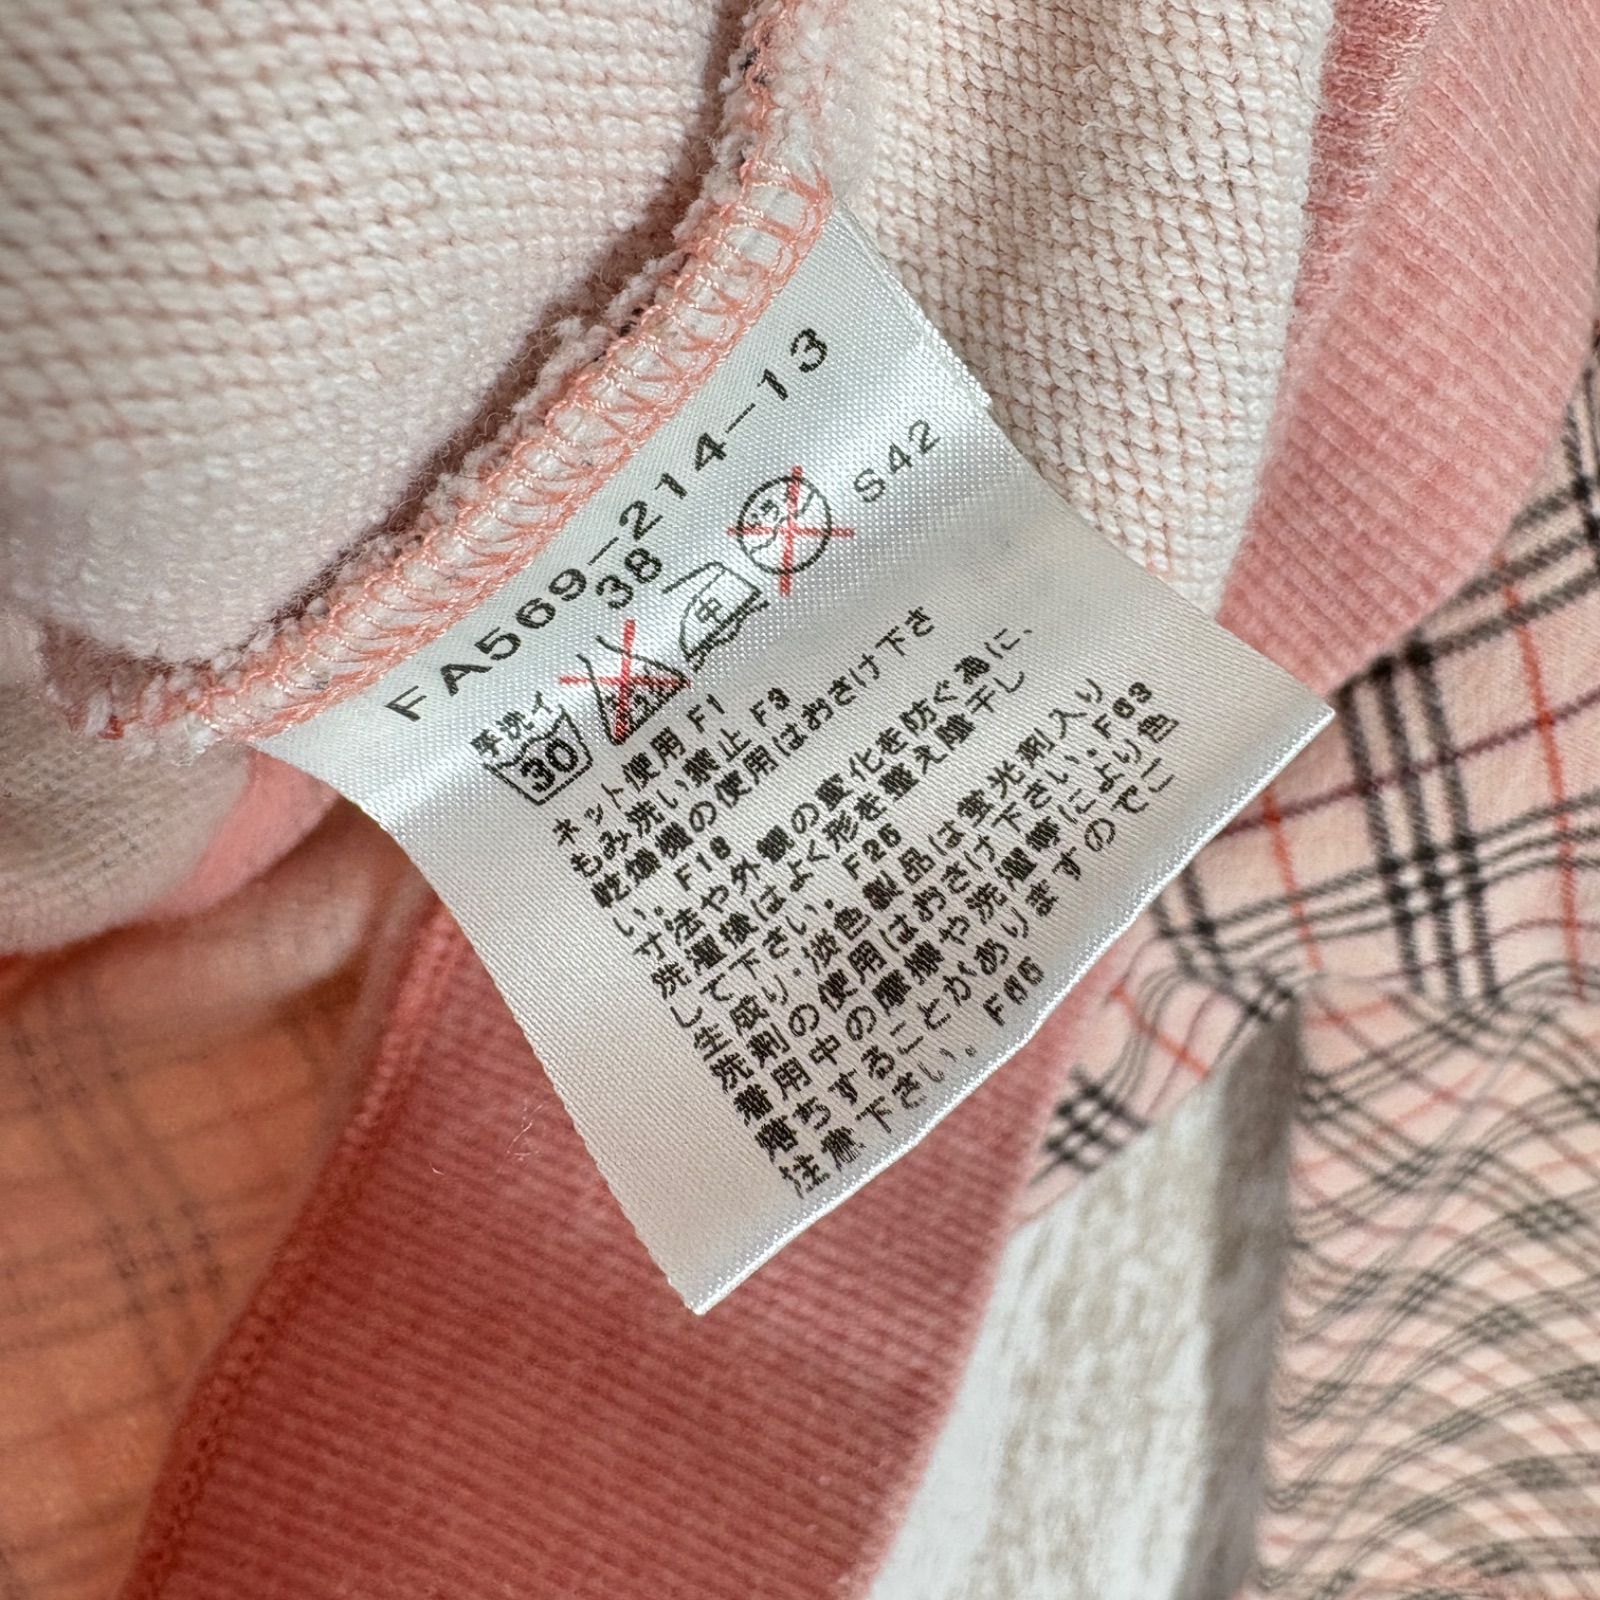 FA569-214-13
38
手洗イ
30
中
S42
ネット使用 F1
もみ洗い禁止 F3
乾燥機の使用はおさけ下さ
い. F18
寸法や外観の変化を防ぐ為に、
洗濯後はよく形を整え陰干し
して下さい. F26
生成り・淡色製品は蛍光剤入り
洗剤の使用はおさけ下さい. F63
着用中の摩擦や洗濯等により色
落ちすることがありますのでご
注意下さい。